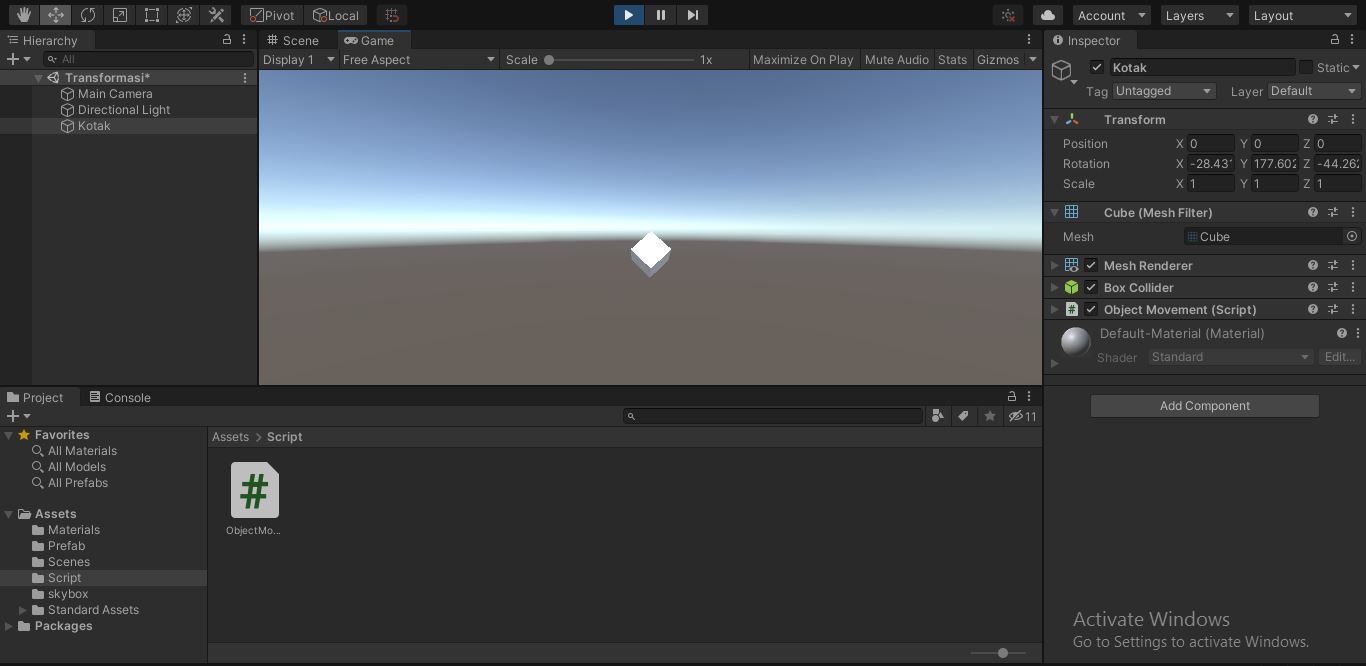 Pivot Local Account Layers Layout
Hierarchy Scene Game Inspector
All Display 1 Free Aspect Scale 1x Maximize On Play Mute Audio Stats Gizmos
Kotak Static
Transformasi*
Main Camera
Directional Light
Kotak
Tag Untagged Layer Default
Transform
Position X 0 Y 0 Z 0
Rotation X -28.431 Y 177.602 Z -44.262
Scale X 1 Y 1 Z 1
Cube (Mesh Filter)
Mesh Cube
Mesh Renderer
Box Collider
# Object Movement (Script)
Default-Material (Material)
Shader Standard Edit...
Add Component
Project Console
11
Favorites
All Materials
All Models
All Prefabs
Assets
Materials
Prefab
Scenes
Script
skybox
Standard Assets
Packages
Assets > Script
#
ObjectMo...
Activate Windows
Go to Settings to activate Windows.